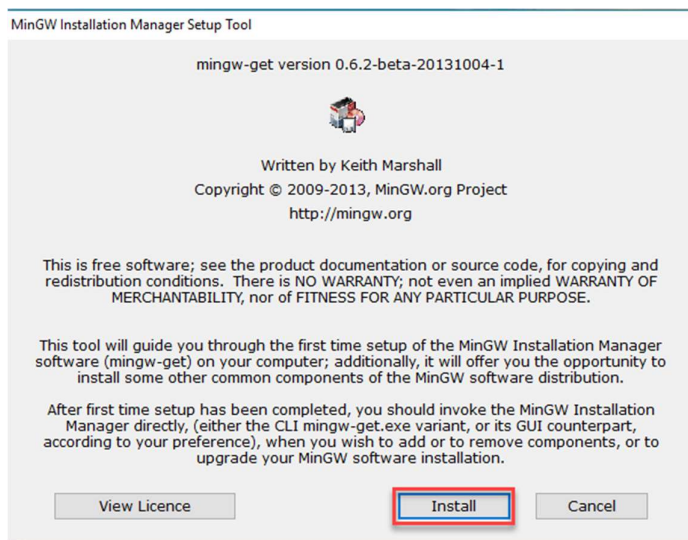 MinGW Installation Manager Setup Tool
mingw-get version 0.6.2-beta-20131004-1
Written by Keith Marshall
Copyright © 2009-2013, MinGW.org Project
http://mingw.org
This is free software; see the product documentation or source code, for copying and
redistribution conditions.  There is NO WARRANTY; not even an implied WARRANTY OF
MERCHANTABILITY, nor of FITNESS FOR ANY PARTICULAR PURPOSE.
This tool will guide you through the first time setup of the MinGW Installation Manager
software (mingw-get) on your computer; additionally, it will offer you the opportunity to
install some other common components of the MinGW software distribution.
After first time setup has been completed, you should invoke the MinGW Installation
Manager directly, (either the CLI mingw-get.exe variant, or its GUI counterpart,
according to your preference), when you wish to add or to remove components, or to
upgrade your MinGW software installation.
View Licence Install Cancel